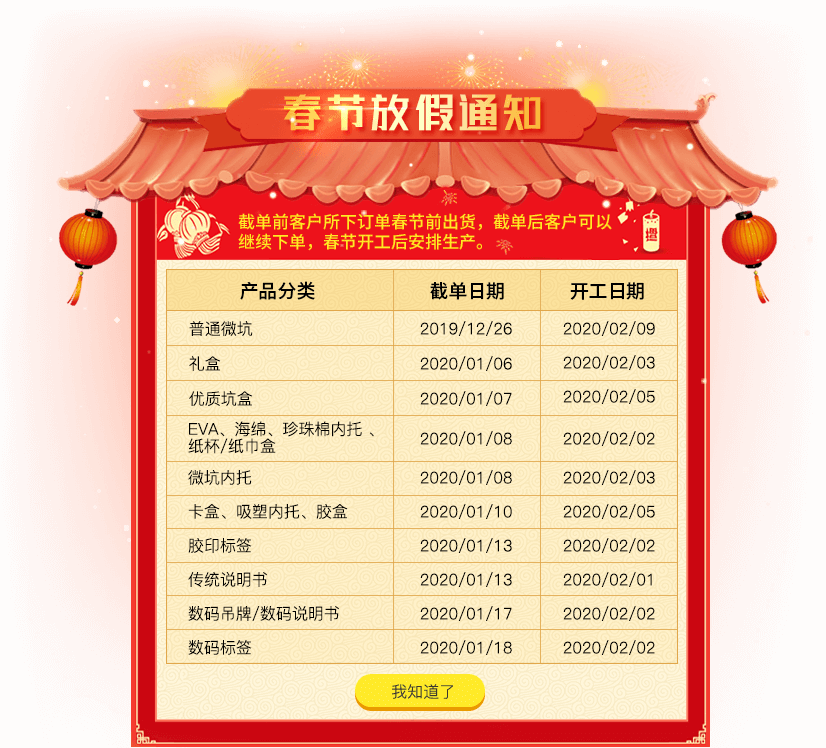 春节放假通知
截单前客户所下订单春节前出货，截单后客户可以
继续下单，春节开工后安排生产。
产品分类 截单日期 开工日期
普通微坑 2019/12/26 2020/02/09
礼盒 2020/01/06 2020/02/03
优质坑盒 2020/01/07 2020/02/05
EVA、海绵、珍珠棉内托 、
纸杯/纸巾盒 2020/01/08 2020/02/02
微坑内托 2020/01/08 2020/02/03
卡盒、吸塑内托、胶盒 2020/01/10 2020/02/05
胶印标签 2020/01/13 2020/02/02
传统说明书 2020/01/13 2020/02/01
数码吊牌/数码说明书 2020/01/17 2020/02/02
数码标签 2020/01/18 2020/02/02
我知道了